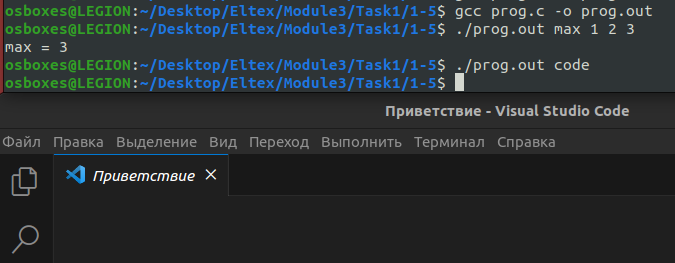 osboxes@LEGION:~/Desktop/Eltex/Module3/Task1/1-5$ gcc prog.c -o prog.out
osboxes@LEGION:~/Desktop/Eltex/Module3/Task1/1-5$ ./prog.out max 1 2 3
max = 3
osboxes@LEGION:~/Desktop/Eltex/Module3/Task1/1-5$ ./prog.out code
osboxes@LEGION:~/Desktop/Eltex/Module3/Task1/1-5$
Приветствие - Visual Studio Code
Файл Правка Выделение Вид Переход Выполнить Терминал Справка
Приветствие